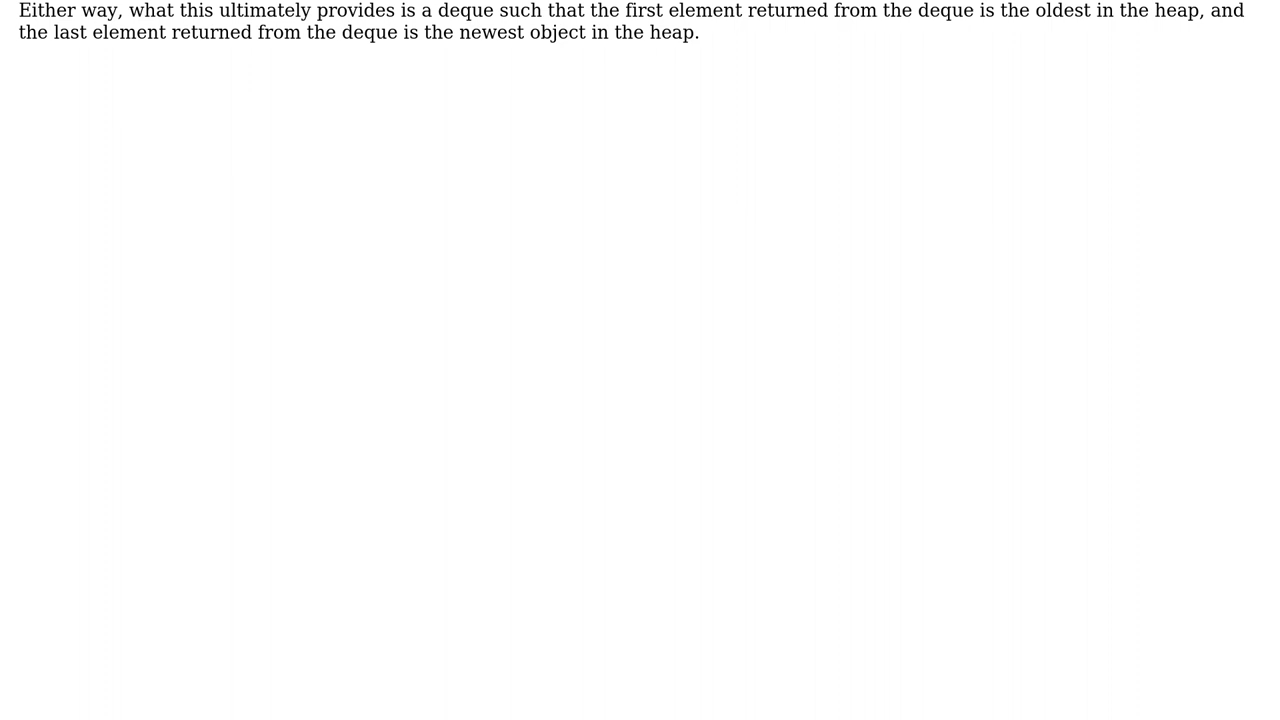 Either way, what this ultimately provides is a deque such that the first element returned from the deque is the oldest in the heap, and
the last element returned from the deque is the newest object in the heap.